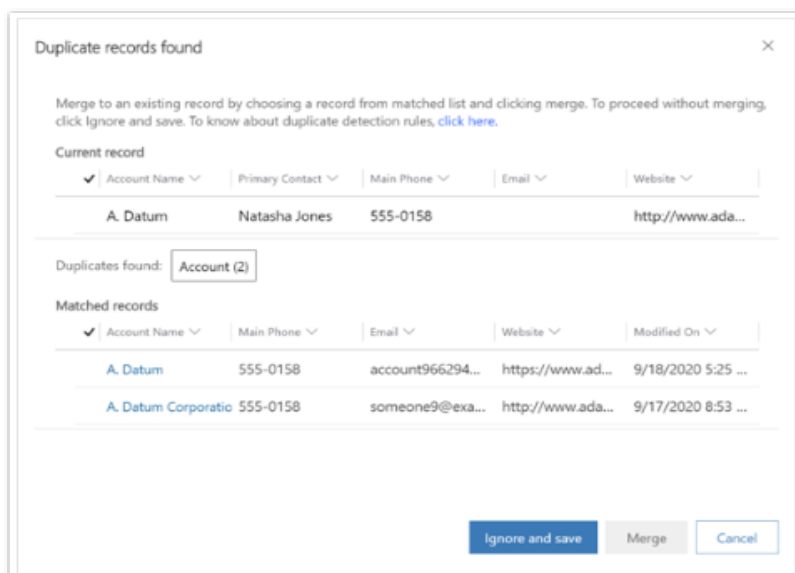 Duplicate records found
Merge to an existing record by choosing a record from matched list and clicking merge. To proceed without merging,
click Ignore and save. To know about duplicate detection rules, click here.
Current record
Account Name Primary Contact Main Phone Email Website
A. Datum Natasha Jones 555-0158 http://www.ada...
Duplicates found: Account (2)
Matched records
Account Name Main Phone Email Website Modified On
A. Datum 555-0158 account966294... https://www.ad... 9/18/2020 5:25 ...
A. Datum Corporatio 555-0158 someone9@exa... http://www.ada... 9/17/2020 8:53 ...
Ignore and save Merge Cancel